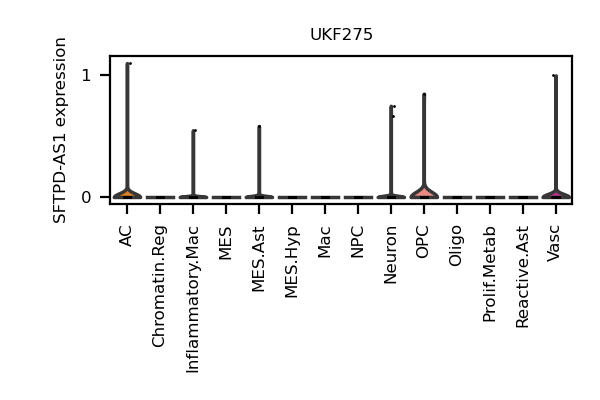 UKF275
SFTPD-AS1 expression
1
0
AC
Chromatin.Reg
Inflammatory.Mac
MES
MES.Ast
MES.Hyp
Mac
NPC
Neuron
OPC
Oligo
Prolif.Metab
Reactive.Ast
Vasc